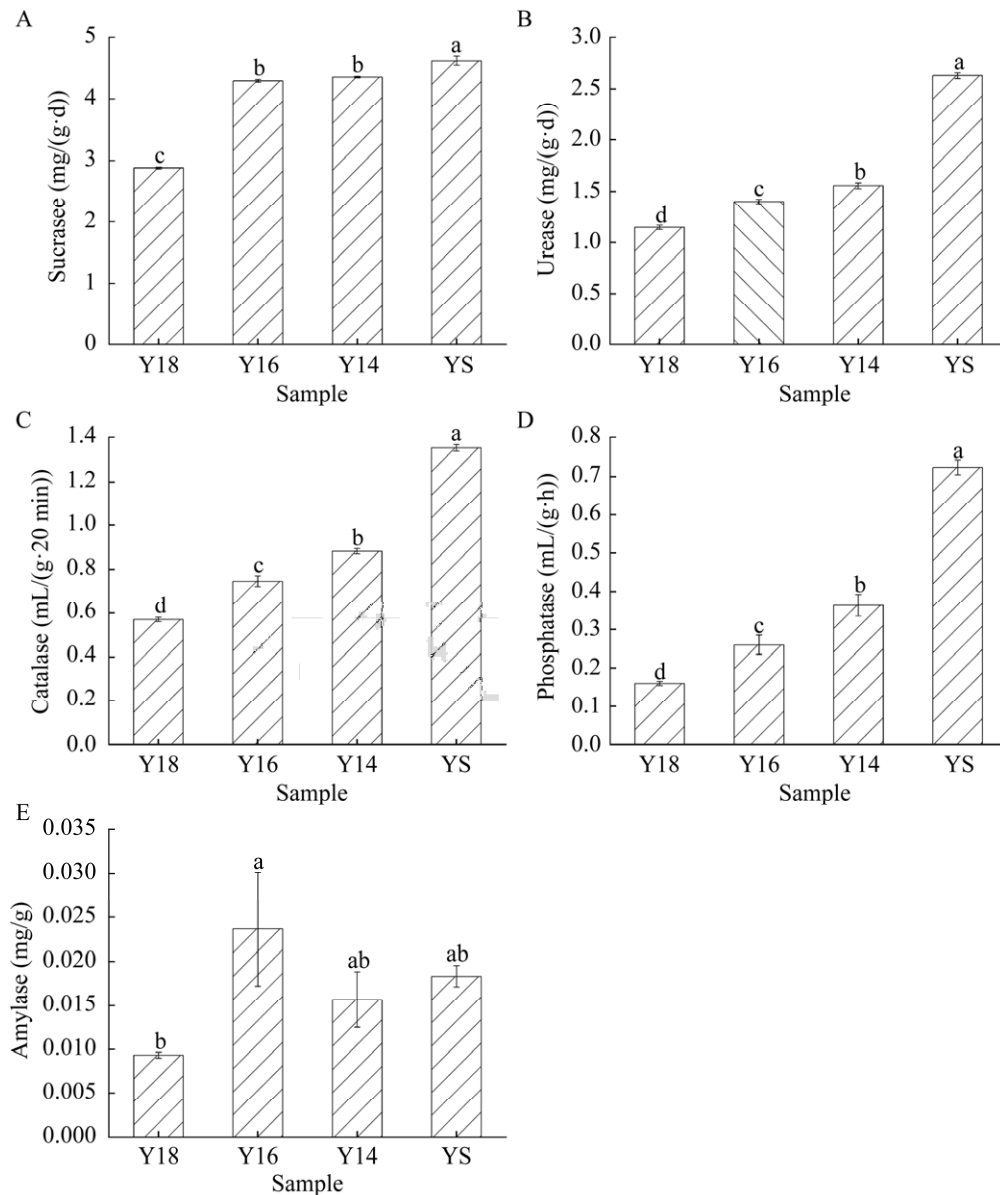 A
Sucrasee (mg/(g·d))
5
4
3
2
1
0
c
b
b
a
Y18 Y16 Y14 YS
Sample
B
Urease (mg/(g·d))
3.0
2.5
2.0
1.5
1.0
0.5
0.0
d
c
b
a
Y18 Y16 Y14 YS
Sample
C
Catalase (mL/(g·20 min))
1.4
1.2
1.0
0.8
0.6
0.4
0.2
0.0
d
c
b
a
Y18 Y16 Y14 YS
Sample
D
Phosphatase (mL/(g·h))
0.8
0.7
0.6
0.5
0.4
0.3
0.2
0.1
0.0
d
c
b
a
Y18 Y16 Y14 YS
Sample
E
Amylase (mg/g)
0.035
0.030
0.025
0.020
0.015
0.010
0.005
0.000
b
a
ab
ab
Y18 Y16 Y14 YS
Sample